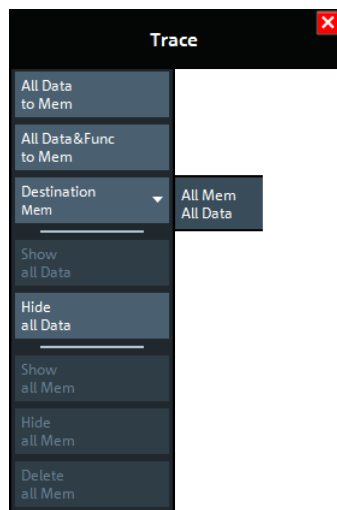 Trace
All Data
to Mem
All Data&Func
to Mem
Destination
Mem
All Mem
All Data
Show
all Data
Hide
all Data
Show
all Mem
Hide
all Mem
Delete
all Mem